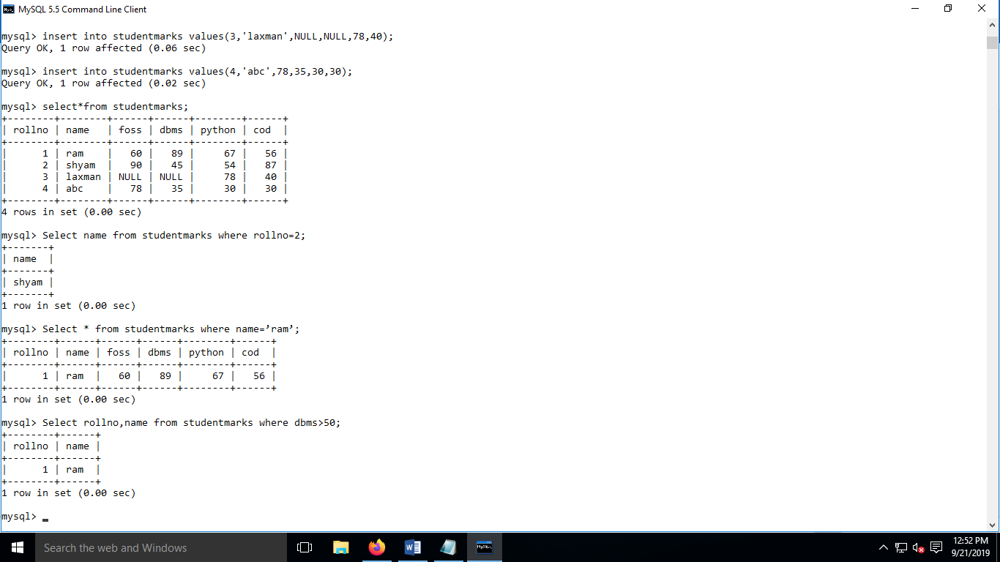 MySQL 5.5 Command Line Client
mysql> insert into studentmarks values(3,'laxman',NULL,NULL,78,40);
Query OK, 1 row affected (0.06 sec)
mysql> insert into studentmarks values(4,'abc',78,35,30,30);
Query OK, 1 row affected (0.02 sec)
mysql> select*from studentmarks;
+--------+--------+------+------+--------+------+
| rollno | name   | foss | dbms | python | cod  |
+--------+--------+------+------+--------+------+
|      1 | ram    |   60 |   89 |     67 |   56 |
|      2 | shyam  |   90 |   45 |     54 |   87 |
|      3 | laxman | NULL | NULL |     78 |   40 |
|      4 | abc    |   78 |   35 |     30 |   30 |
+--------+--------+------+------+--------+------+
4 rows in set (0.00 sec)
mysql> Select name from studentmarks where rollno=2;
+-------+
| name  |
+-------+
| shyam |
+-------+
1 row in set (0.00 sec)
mysql> Select * from studentmarks where name=’ram’;
+--------+------+------+------+--------+------+
| rollno | name | foss | dbms | python | cod  |
+--------+------+------+------+--------+------+
|      1 | ram  |   60 |   89 |     67 |   56 |
+--------+------+------+------+--------+------+
1 row in set (0.00 sec)
mysql> Select rollno,name from studentmarks where dbms>50;
+--------+------+
| rollno | name |
+--------+------+
|      1 | ram  |
+--------+------+
1 row in set (0.00 sec)
mysql> _
Search the web and Windows
12:52 PM
9/21/2019